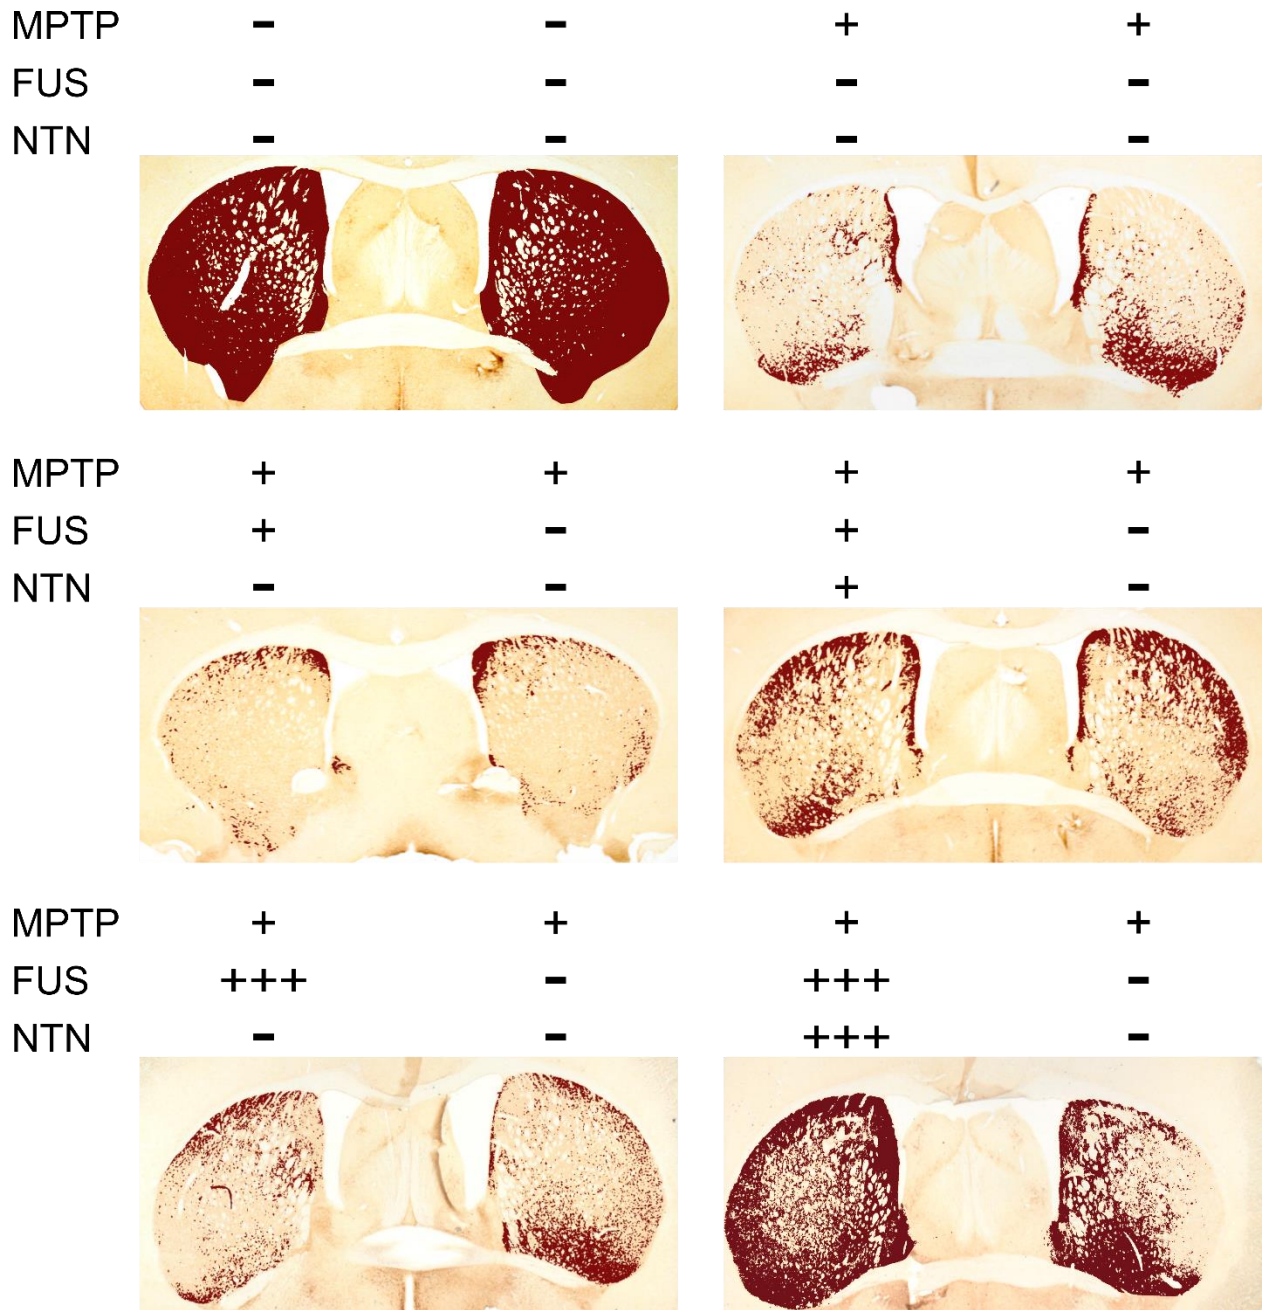 MPTP - - + +
FUS - - - -
NTN - - - -
MPTP + + + +
FUS + - + -
NTN - - + -
MPTP + + + +
FUS +++ - +++ -
NTN - - +++ -